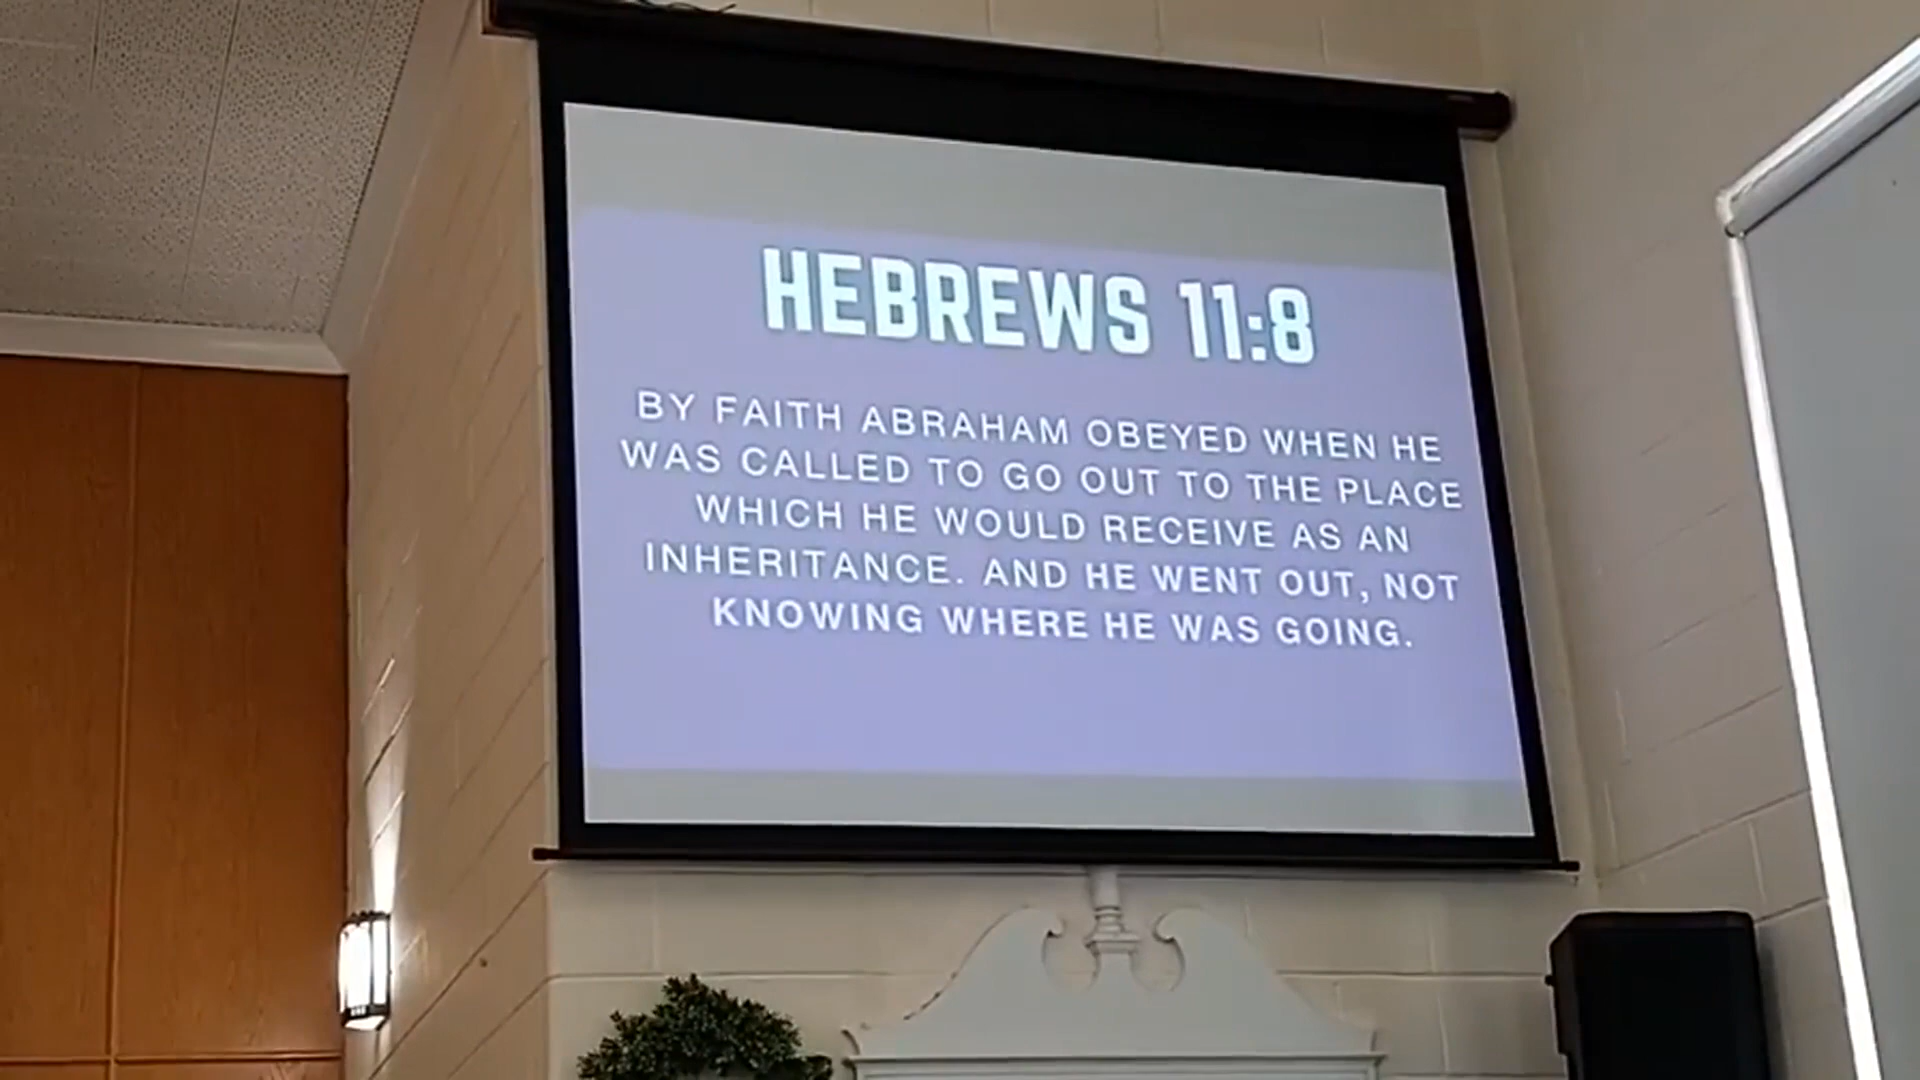 HEBREWS 11:8
BY FAITH ABRAHAM OBEYED WHEN HE
WAS CALLED TO GO OUT TO THE PLACE
WHICH HE WOULD RECEIVE AS AN
INHERITANCE. AND HE WENT OUT, NOT
KNOWING WHERE HE WAS GOING.